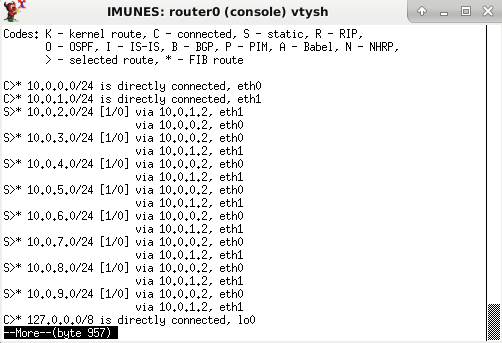 IMUNES: router0 (console) vtysh
Codes: K - kernel route, C - connected, S - static, R - RIP,
O - OSPF, I - IS-IS, B - BGP, P - PIM, A - Babel, N - NHRP,
> - selected route, * - FIB route
C>* 10.0.0.0/24 is directly connected, eth0
C>* 10.0.1.0/24 is directly connected, eth1
S>* 10.0.2.0/24 [1/0] via 10.0.1.2, eth1
via 10.0.0.2, eth0
S>* 10.0.3.0/24 [1/0] via 10.0.0.2, eth0
via 10.0.1.2, eth1
S>* 10.0.4.0/24 [1/0] via 10.0.0.2, eth0
via 10.0.1.2, eth1
S>* 10.0.5.0/24 [1/0] via 10.0.1.2, eth1
via 10.0.0.2, eth0
S>* 10.0.6.0/24 [1/0] via 10.0.1.2, eth1
via 10.0.0.2, eth0
S>* 10.0.7.0/24 [1/0] via 10.0.0.2, eth0
via 10.0.1.2, eth1
S>* 10.0.8.0/24 [1/0] via 10.0.0.2, eth0
via 10.0.1.2, eth1
S>* 10.0.9.0/24 [1/0] via 10.0.0.2, eth0
via 10.0.1.2, eth1
C>* 127.0.0.0/8 is directly connected, lo0
--More--(byte 957)